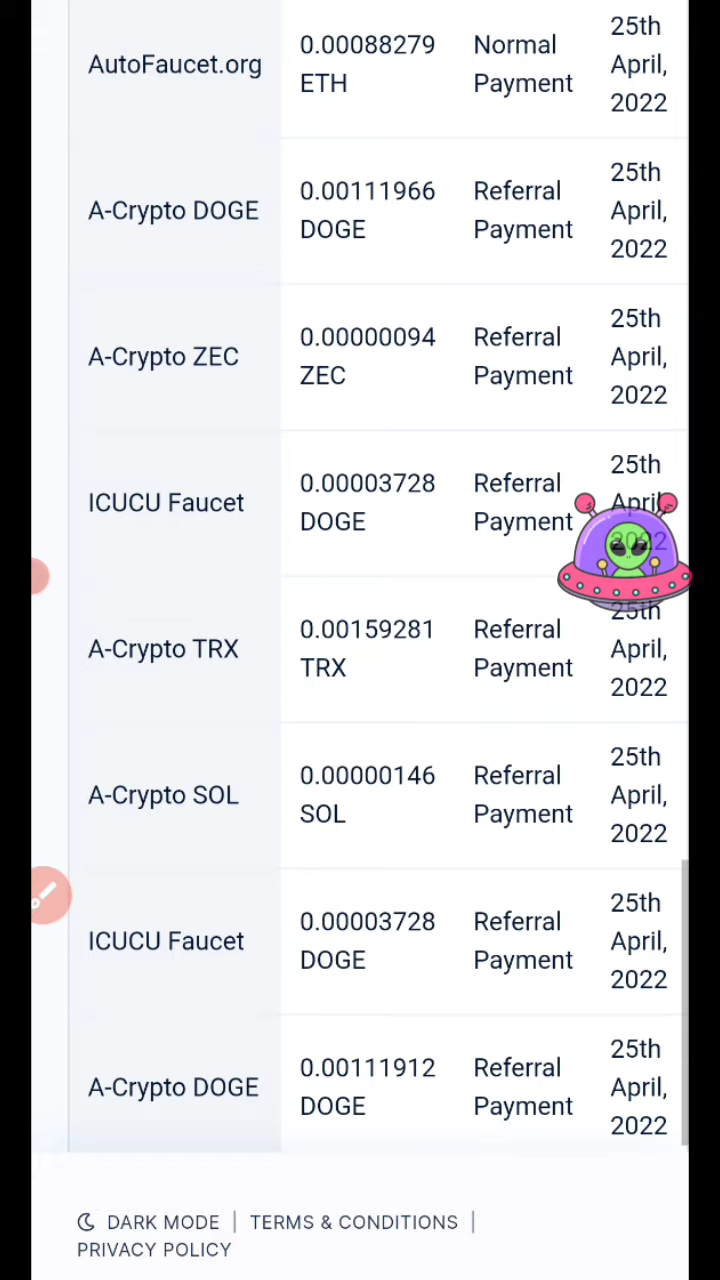 AutoFaucet.org
0.00088279
ETH
Normal
Payment
25th
April,
2022
A-Crypto DOGE
0.00111966
DOGE
Referral
Payment
25th
April,
2022
A-Crypto ZEC
0.00000094
ZEC
Referral
Payment
25th
April,
2022
ICUCU Faucet
0.00003728
DOGE
Referral
Payment
25th
April,
2022
A-Crypto TRX
0.00159281
TRX
Referral
Payment
25th
April,
2022
A-Crypto SOL
0.00000146
SOL
Referral
Payment
25th
April,
2022
ICUCU Faucet
0.00003728
DOGE
Referral
Payment
25th
April,
2022
A-Crypto DOGE
0.00111912
DOGE
Referral
Payment
25th
April,
2022
DARK MODE | TERMS & CONDITIONS |
PRIVACY POLICY